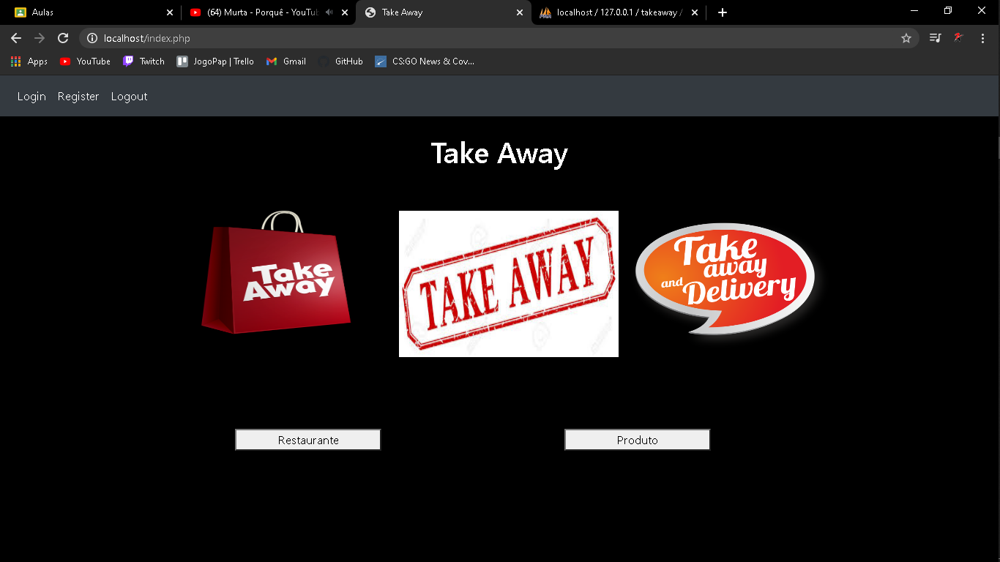 Aulas
(64) Murta - Porquê - YouTu
Take Away
localhost / 127.0.0.1 / takeaway /
localhost/index.php
Apps
YouTube
Twitch
JogoPap | Trello
Gmail
GitHub
CS:GO News & Cov...
Login
Register
Logout
Take Away
Take
Away
TAKE AWAY
Take
away
and
Delivery
Restaurante
Produto